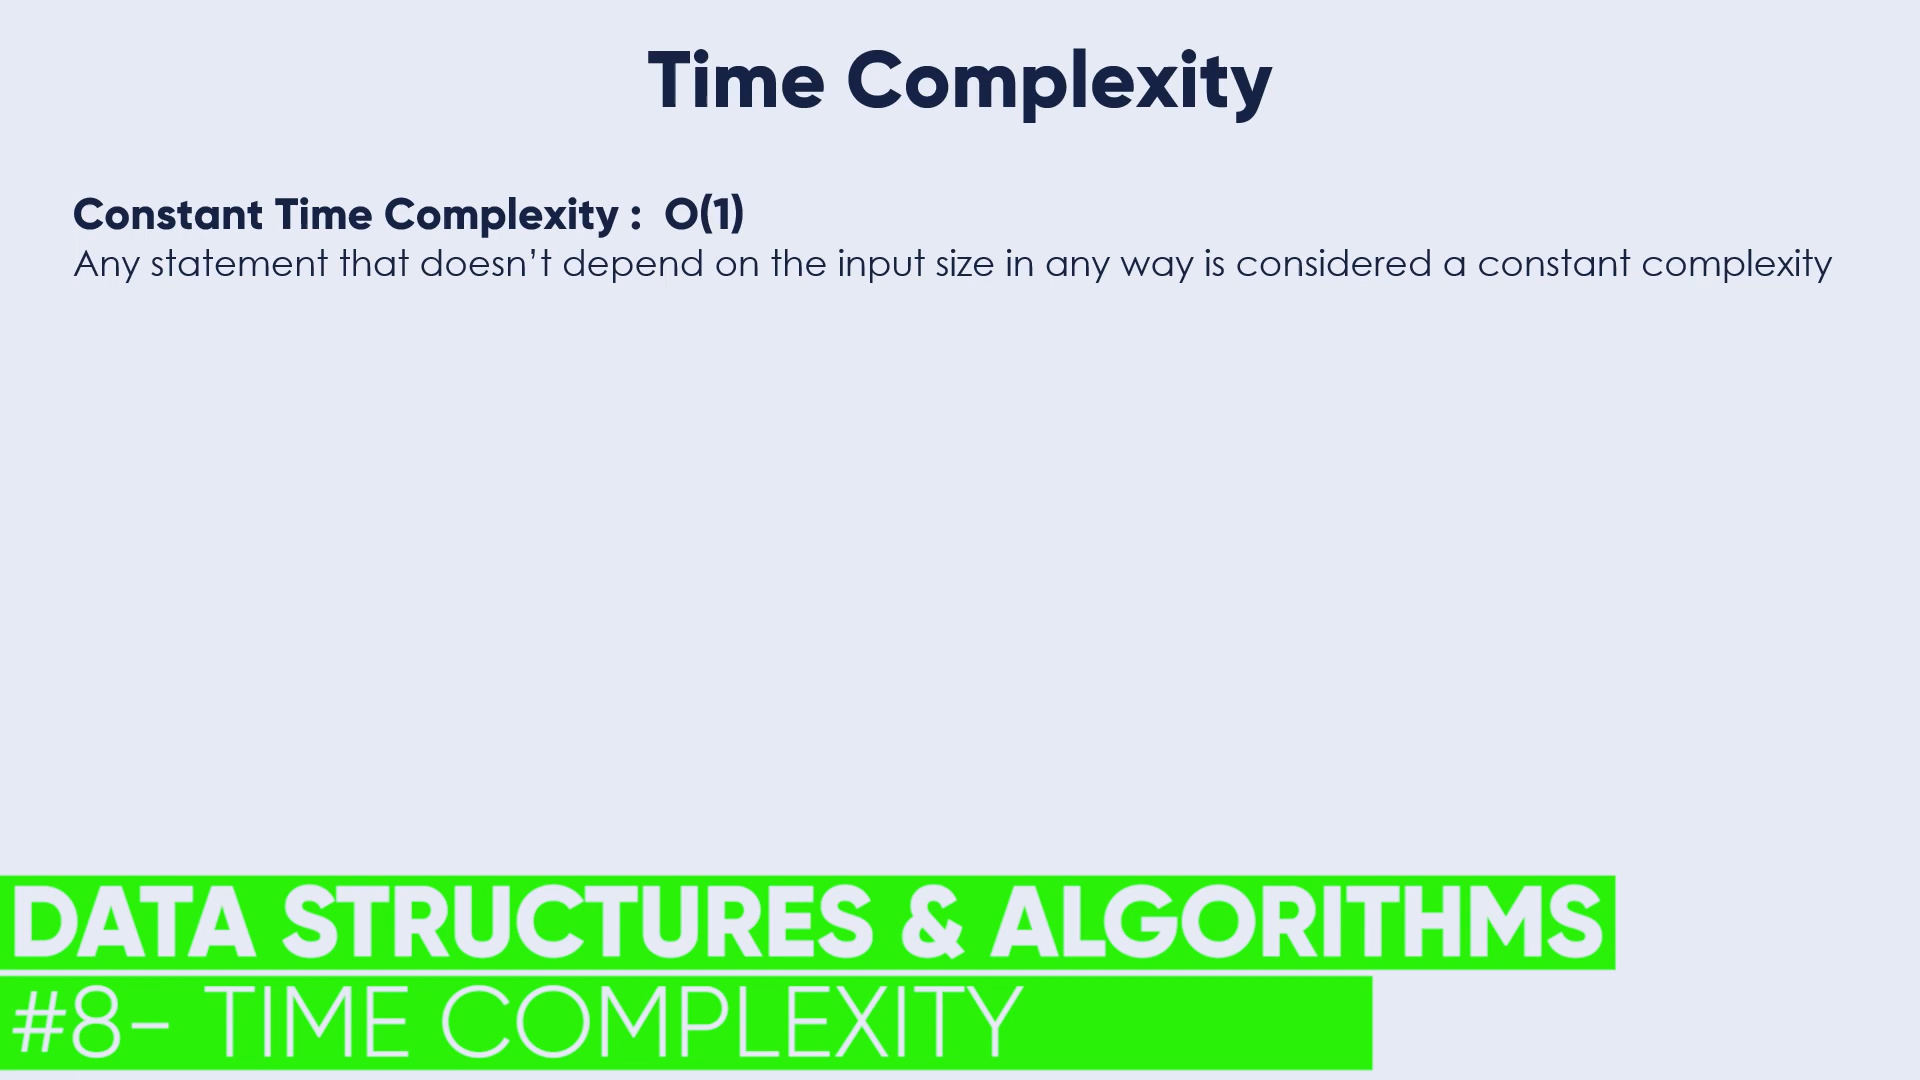 Time Complexity
Constant Time Complexity :  O(1)
Any statement that doesn’t depend on the input size in any way is considered a constant complexity
DATA STRUCTURES & ALGORITHMS
#8- TIME COMPLEXITY